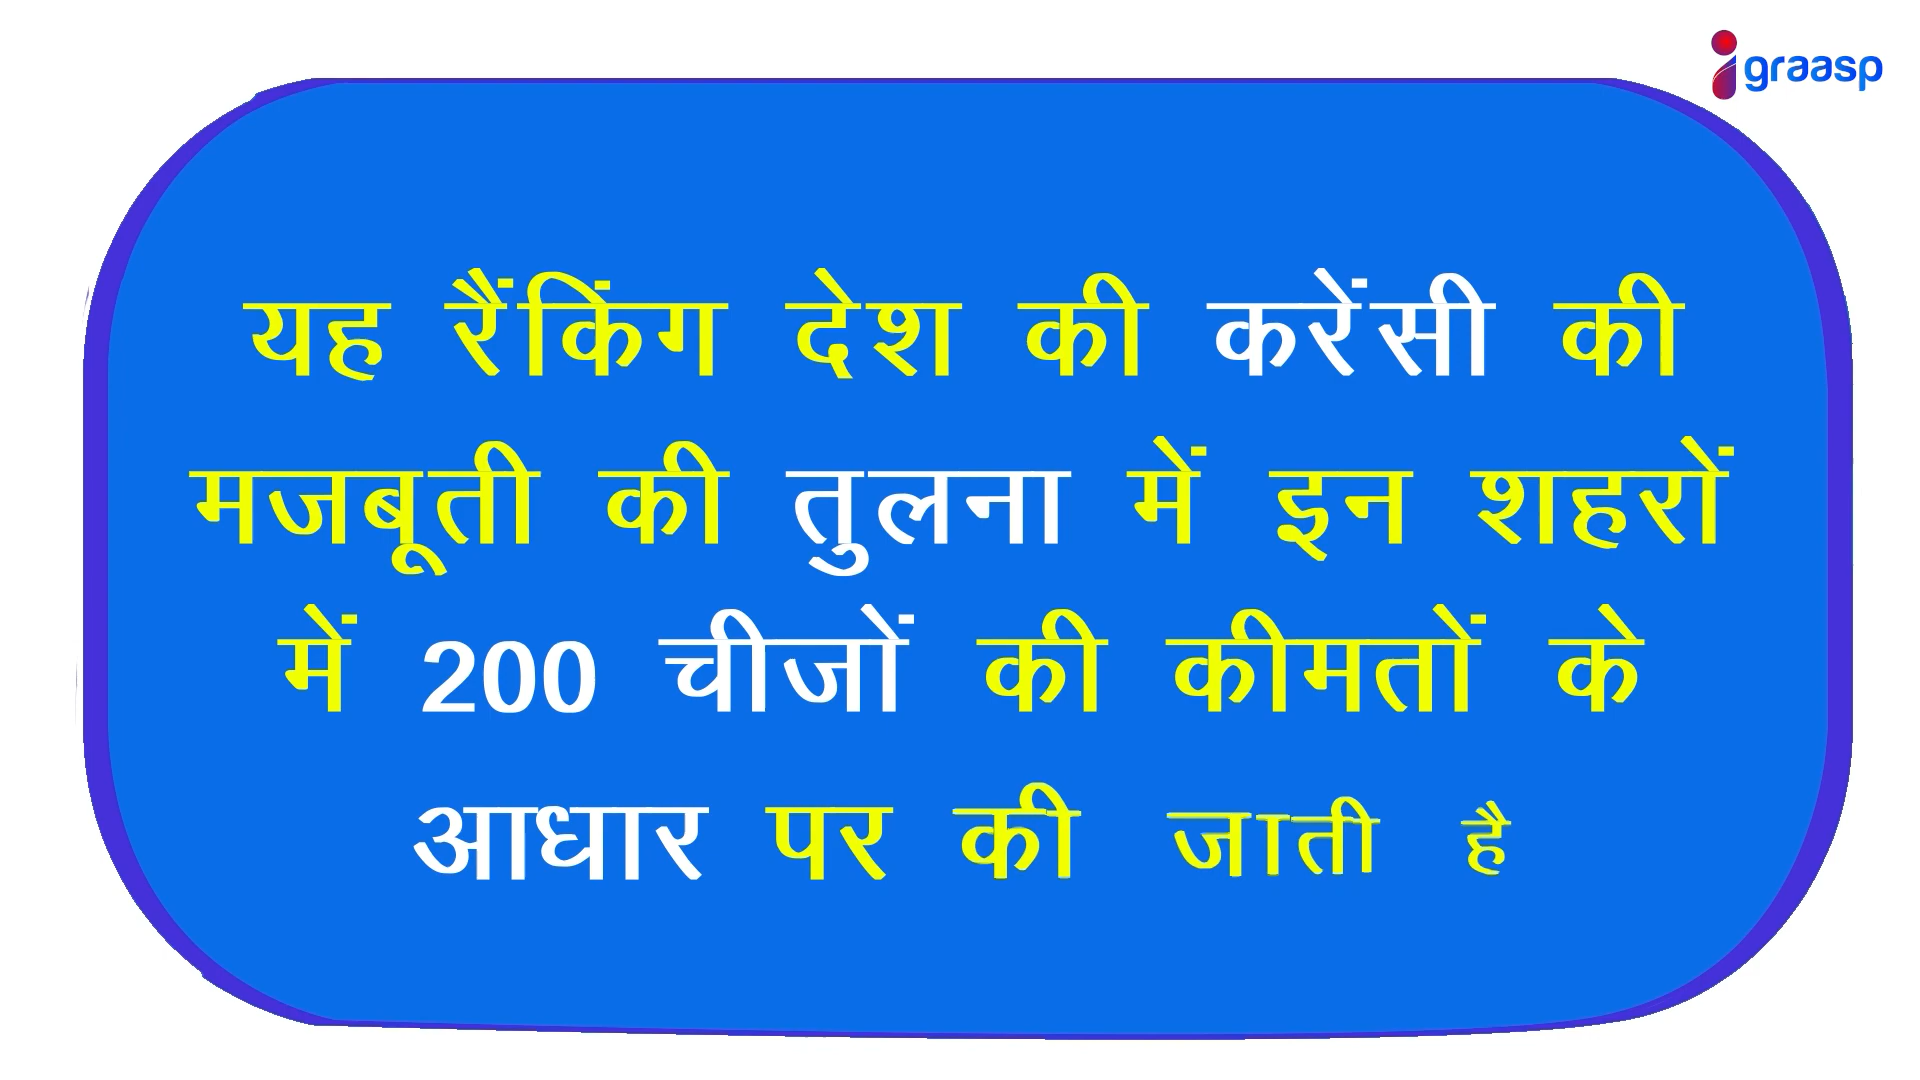 graasp
यह रैंकिंग देश की करेंसी की
मजबूती की तुलना में इन शहरों
में 200 चीजों की कीमतों के
आधार पर की जाती है